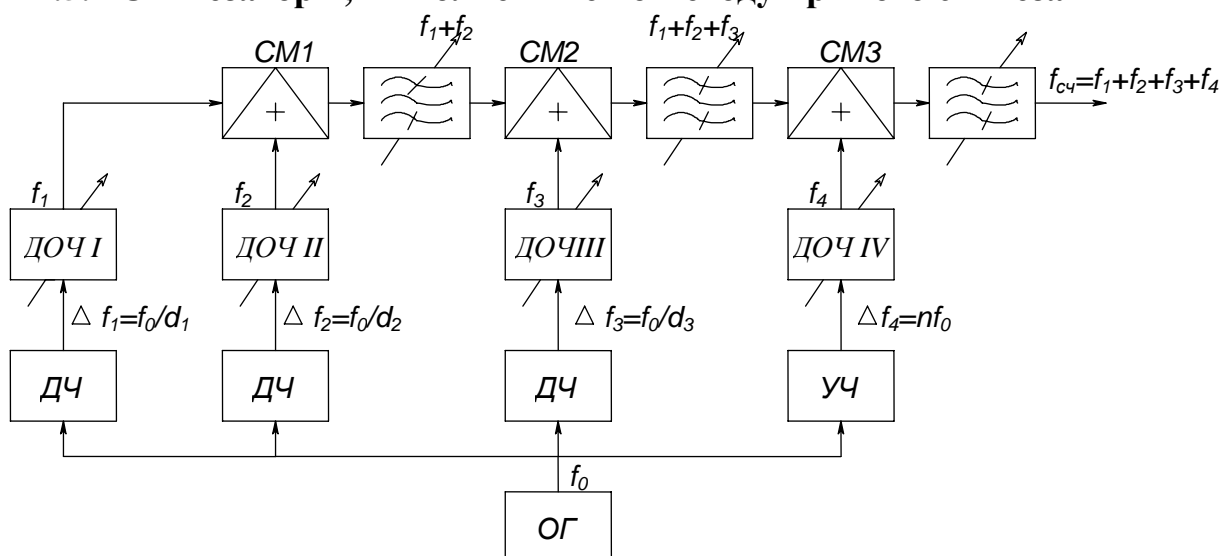 f₁+f₂
f₁+f₂+f₃
СМ1
СМ2
СМ3
f_сч=f₁+f₂+f₃+f₄
+
+
+
f₁
f₂
f₃
f₄
ДОЧ I
ДОЧ II
ДОЧIII
ДОЧ IV
△ f₁=f₀/d₁
△ f₂=f₀/d₂
△ f₃=f₀/d₃
△f₄=nf₀
ДЧ
ДЧ
ДЧ
УЧ
f₀
ОГ